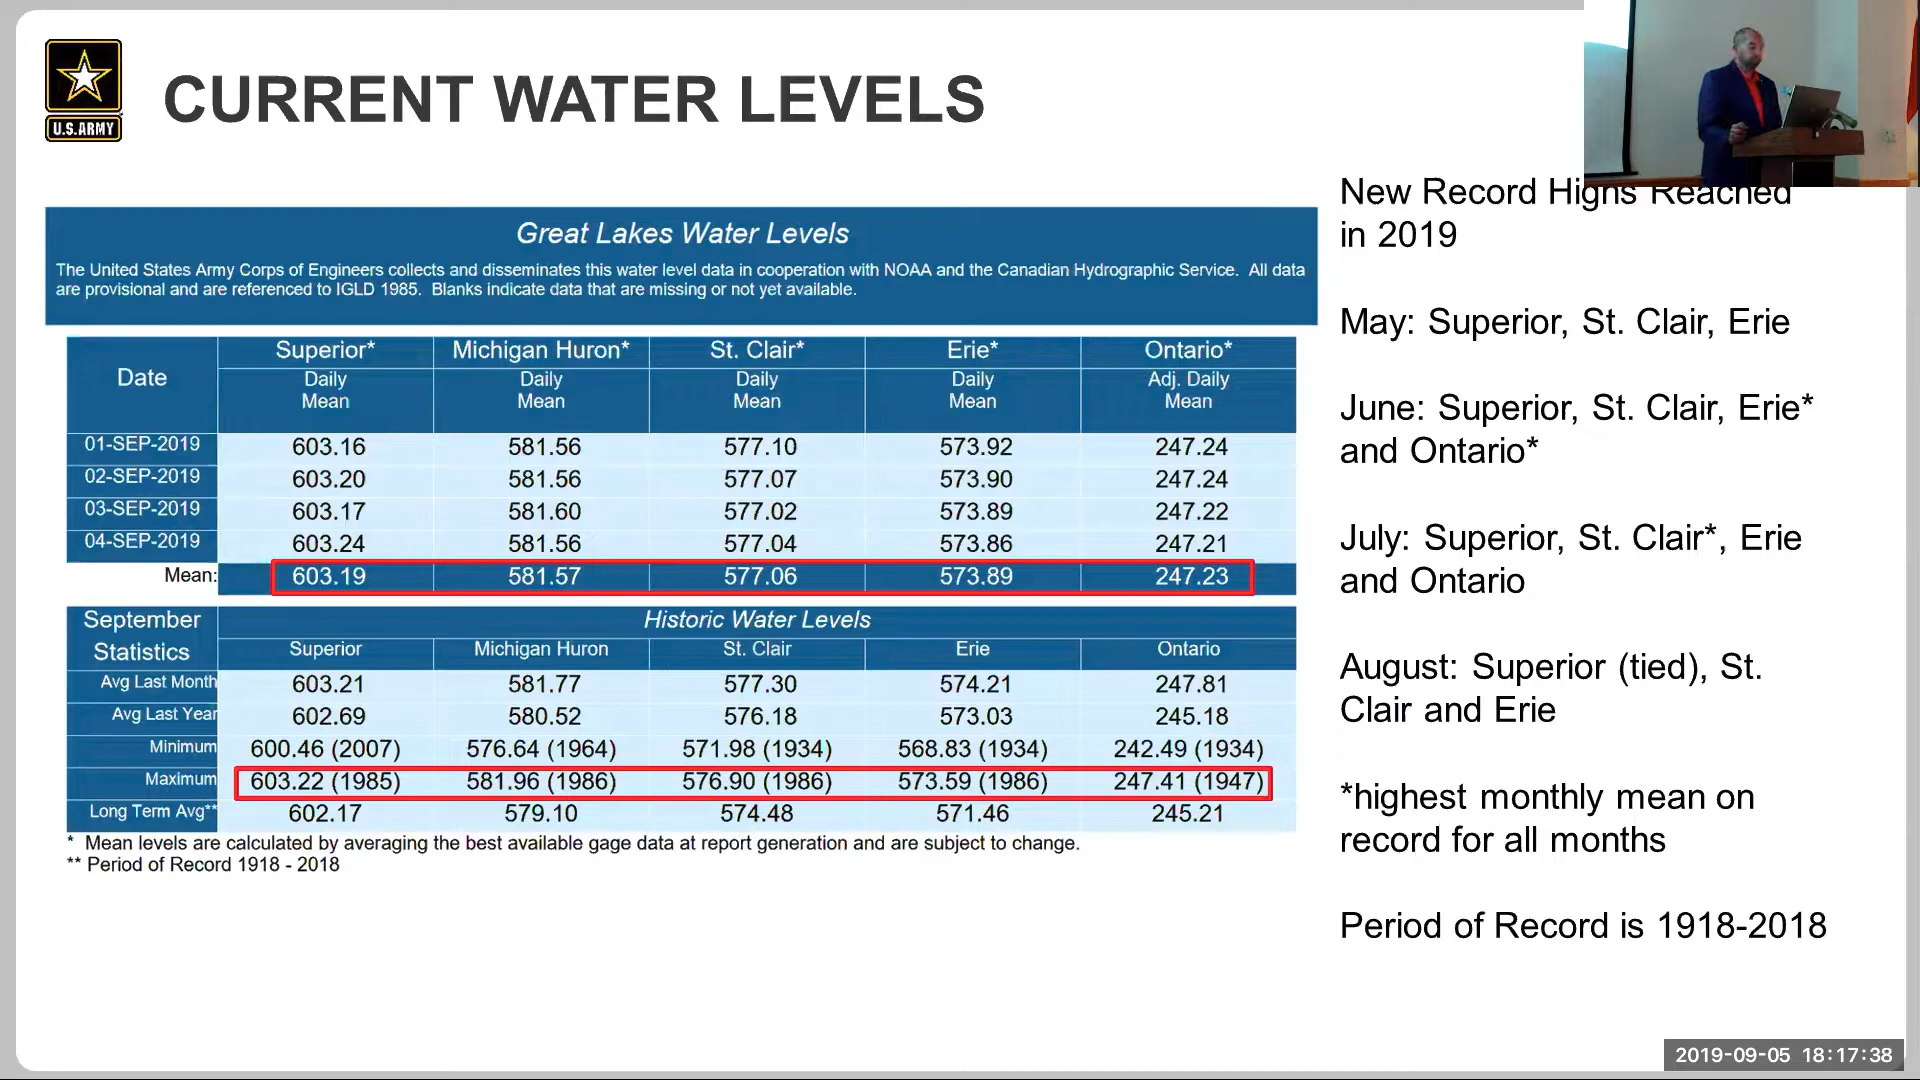 U.S.ARMY
CURRENT WATER LEVELS
Great Lakes Water Levels
The United States Army Corps of Engineers collects and disseminates this water level data in cooperation with NOAA and the Canadian Hydrographic Service. All data
are provisional and are referenced to IGLD 1985. Blanks indicate data that are missing or not yet available.
Date Superior* Michigan Huron* St. Clair* Erie* Ontario*
Daily Daily Daily Daily Adj. Daily
Mean Mean Mean Mean Mean
01-SEP-2019 603.16 581.56 577.10 573.92 247.24
02-SEP-2019 603.20 581.56 577.07 573.90 247.24
03-SEP-2019 603.17 581.60 577.02 573.89 247.22
04-SEP-2019 603.24 581.56 577.04 573.86 247.21
Mean: 603.19 581.57 577.06 573.89 247.23
September Historic Water Levels
Statistics Superior Michigan Huron St. Clair Erie Ontario
Avg Last Month 603.21 581.77 577.30 574.21 247.81
Avg Last Year 602.69 580.52 576.18 573.03 245.18
Minimum 600.46 (2007) 576.64 (1964) 571.98 (1934) 568.83 (1934) 242.49 (1934)
Maximum 603.22 (1985) 581.96 (1986) 576.90 (1986) 573.59 (1986) 247.41 (1947)
Long Term Avg** 602.17 579.10 574.48 571.46 245.21
* Mean levels are calculated by averaging the best available gage data at report generation and are subject to change.
** Period of Record 1918 - 2018
New Record Highs Reached
in 2019
May: Superior, St. Clair, Erie
June: Superior, St. Clair, Erie*
and Ontario*
July: Superior, St. Clair*, Erie
and Ontario
August: Superior (tied), St.
Clair and Erie
*highest monthly mean on
record for all months
Period of Record is 1918-2018
2019-09-05 18:17:38